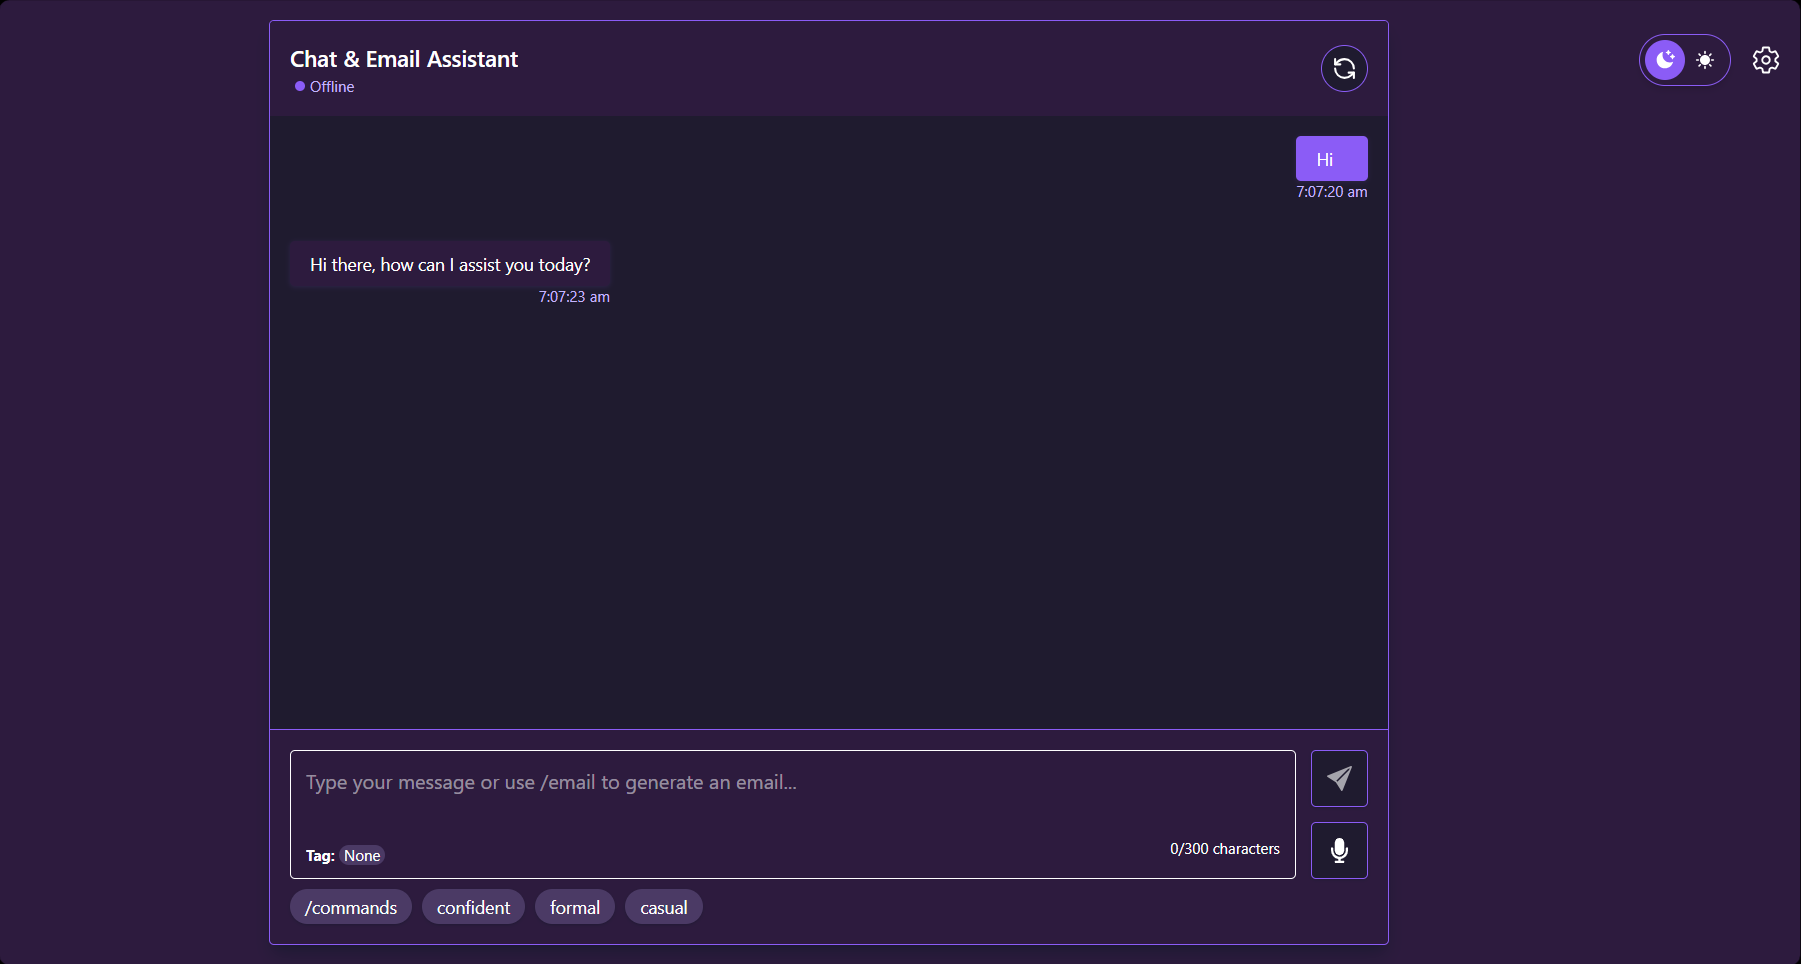 Chat & Email Assistant
Offline
Hi
7:07:20 am
Hi there, how can I assist you today?
7:07:23 am
Type your message or use /email to generate an email...
Tag: None
0/300 characters
/commands confident formal casual